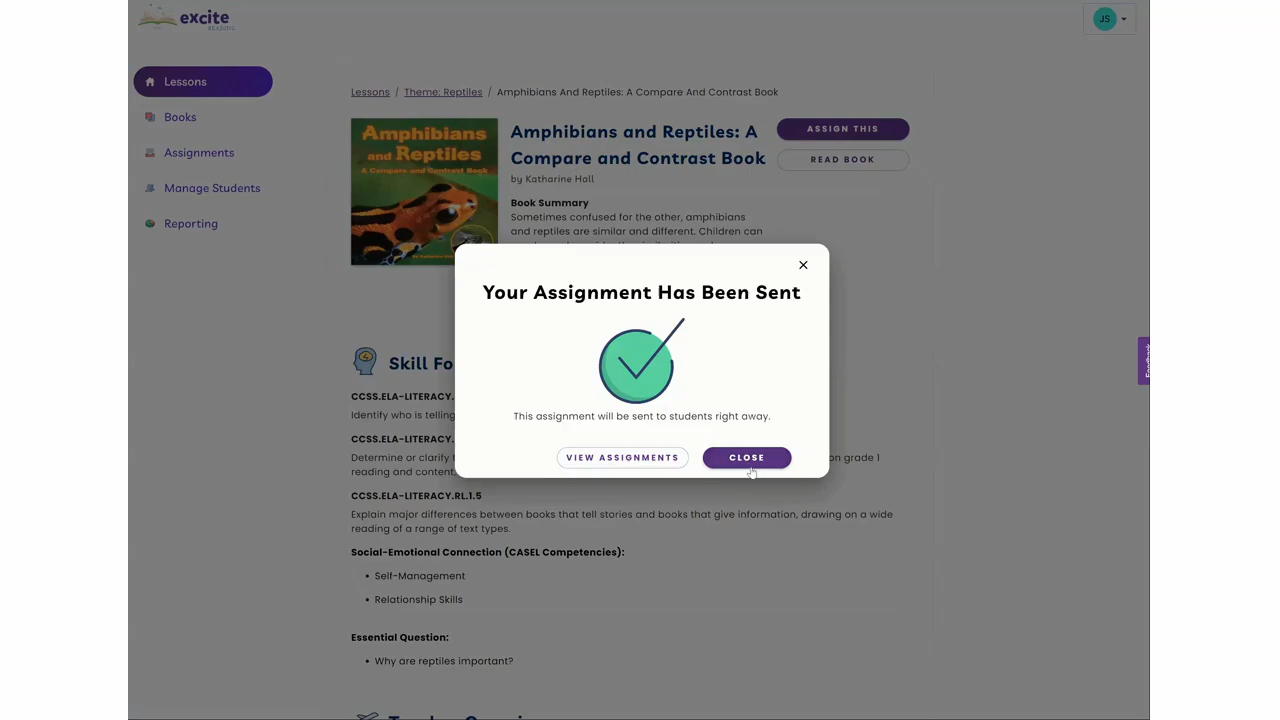 excite
READING
JS
Lessons
Books
Assignments
Manage Students
Reporting
Lessons / Theme: Reptiles / Amphibians And Reptiles: A Compare And Contrast Book
Amphibians
and Reptiles
A Compare and Contrast Book
Amphibians and Reptiles: A
Compare and Contrast Book
by Katharine Hall
ASSIGN THIS
READ BOOK
Book Summary
Sometimes confused for the other, amphibians
and reptiles are similar and different. Children can
Your Assignment Has Been Sent
This assignment will be sent to students right away.
VIEW ASSIGNMENTS
CLOSE
Feedback
Skill Fo
CCSS.ELA-LITERACY.
Identify who is telling
CCSS.ELA-LITERACY.
Determine or clarify t on grade 1
reading and content.
CCSS.ELA-LITERACY.RL.1.5
Explain major differences between books that tell stories and books that give information, drawing on a wide
reading of a range of text types.
Social-Emotional Connection (CASEL Competencies):
• Self-Management
• Relationship Skills
Essential Question:
• Why are reptiles important?